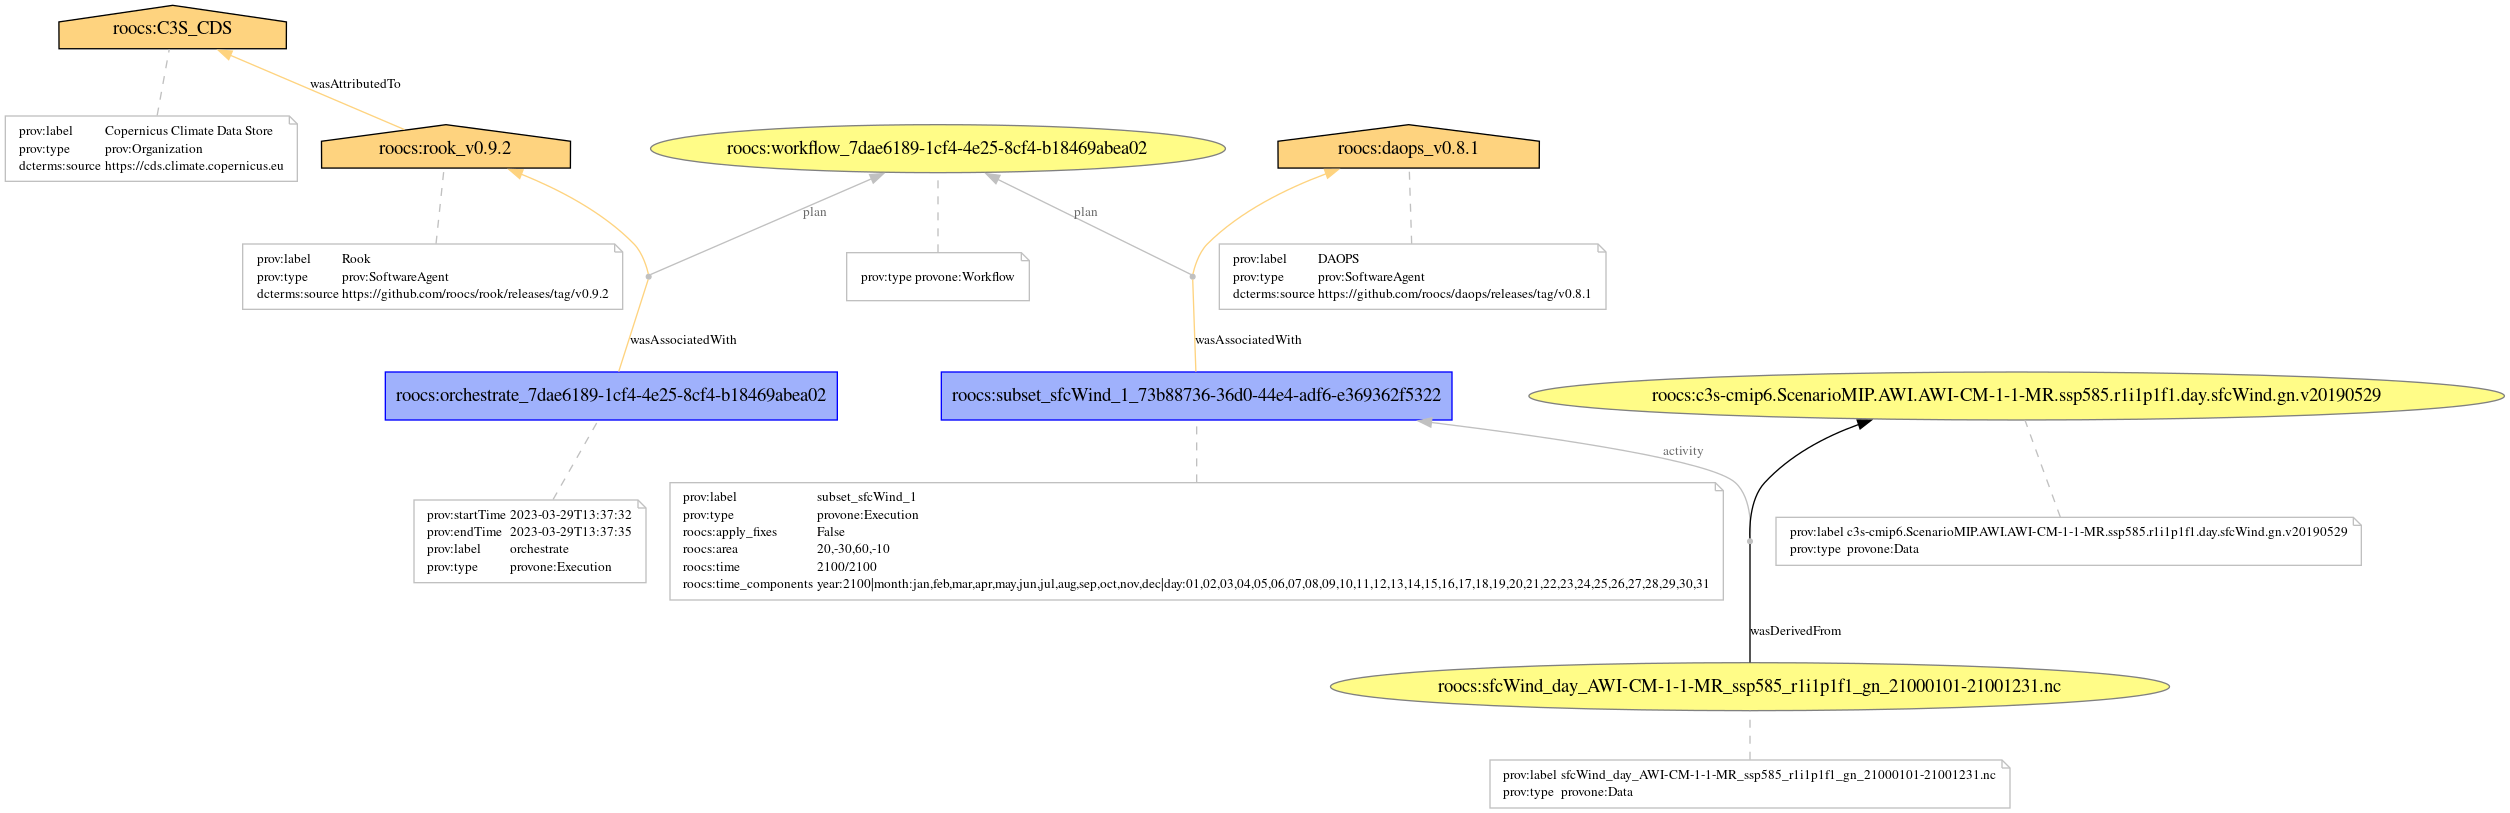 roocs:C3S_CDS
wasAttributedTo
prov:label Copernicus Climate Data Store
prov:type prov:Organization
dcterms:source https://cds.climate.copernicus.eu
roocs:rook_v0.9.2
roocs:workflow_7dae6189-1cf4-4e25-8cf4-b18469abea02
roocs:daops_v0.8.1
plan
plan
prov:label Rook
prov:type prov:SoftwareAgent
dcterms:source https://github.com/roocs/rook/releases/tag/v0.9.2
prov:type provone:Workflow
prov:label DAOPS
prov:type prov:SoftwareAgent
dcterms:source https://github.com/roocs/daops/releases/tag/v0.8.1
wasAssociatedWith
wasAssociatedWith
roocs:orchestrate_7dae6189-1cf4-4e25-8cf4-b18469abea02
roocs:subset_sfcWind_1_73b88736-36d0-44e4-adf6-e369362f5322
roocs:c3s-cmip6.ScenarioMIP.AWI.AWI-CM-1-1-MR.ssp585.r1i1p1f1.day.sfcWind.gn.v20190529
activity
prov:startTime 2023-03-29T13:37:32
prov:endTime 2023-03-29T13:37:35
prov:label orchestrate
prov:type provone:Execution
prov:label subset_sfcWind_1
prov:type provone:Execution
roocs:apply_fixes False
roocs:area 20,-30,60,-10
roocs:time 2100/2100
roocs:time_components year:2100|month:jan,feb,mar,apr,may,jun,jul,aug,sep,oct,nov,dec|day:01,02,03,04,05,06,07,08,09,10,11,12,13,14,15,16,17,18,19,20,21,22,23,24,25,26,27,28,29,30,31
prov:label c3s-cmip6.ScenarioMIP.AWI.AWI-CM-1-1-MR.ssp585.r1i1p1f1.day.sfcWind.gn.v20190529
prov:type provone:Data
wasDerivedFrom
roocs:sfcWind_day_AWI-CM-1-1-MR_ssp585_r1i1p1f1_gn_21000101-21001231.nc
prov:label sfcWind_day_AWI-CM-1-1-MR_ssp585_r1i1p1f1_gn_21000101-21001231.nc
prov:type provone:Data